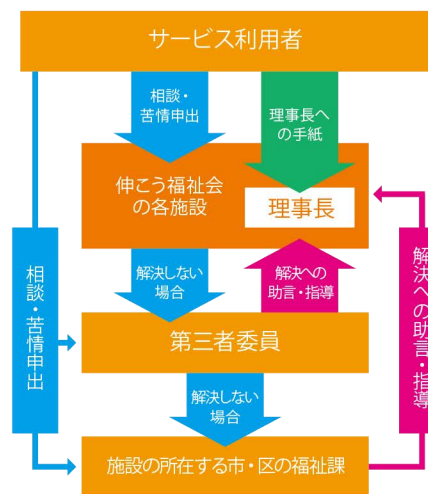 サービス利用者
相談・
苦情申出
理事長へ
の手紙
伸こう福祉会
の各施設
理事長
解決しない
場合
解決への
助言・指導
相談・苦情申出
解決への助言・指導
第三者委員
解決しない
場合
施設の所在する市・区の福祉課